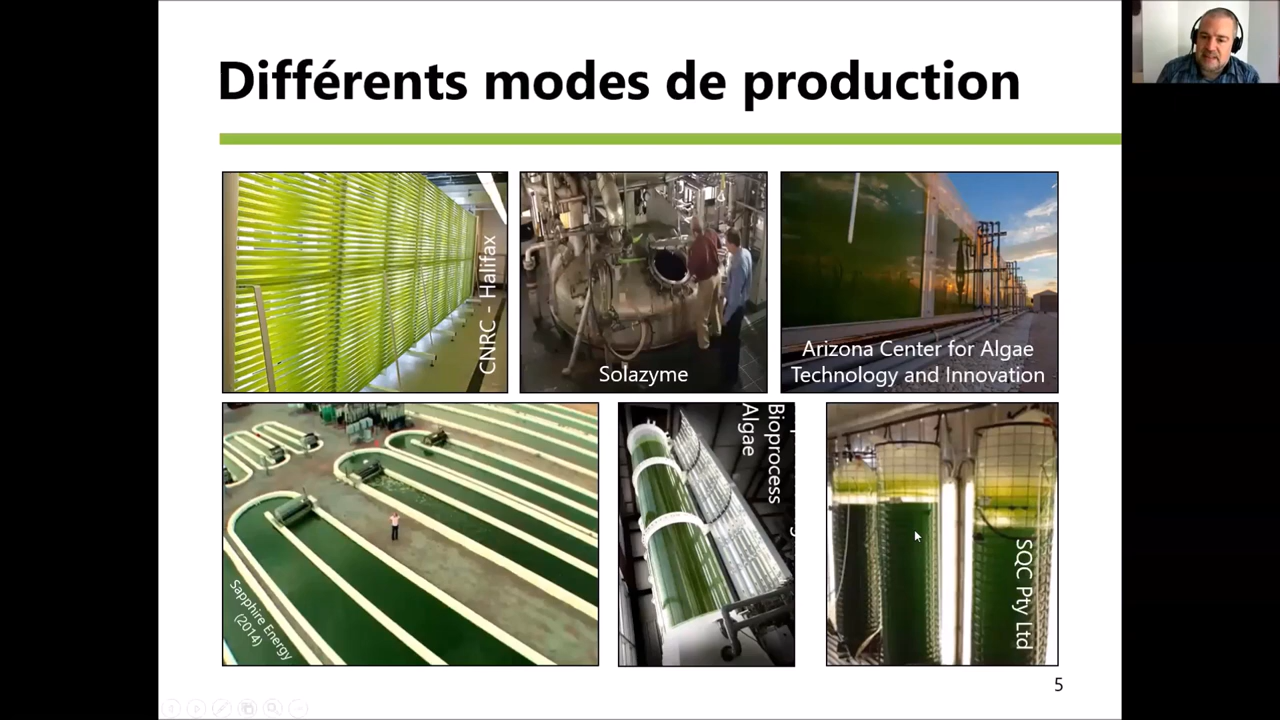 Différents modes de production
CNRC - Halifax
Solazyme
Arizona Center for Algae
Technology and Innovation
Sapphire Energy
(2014)
Bioprocess
Algae
SQC Pty Ltd
5